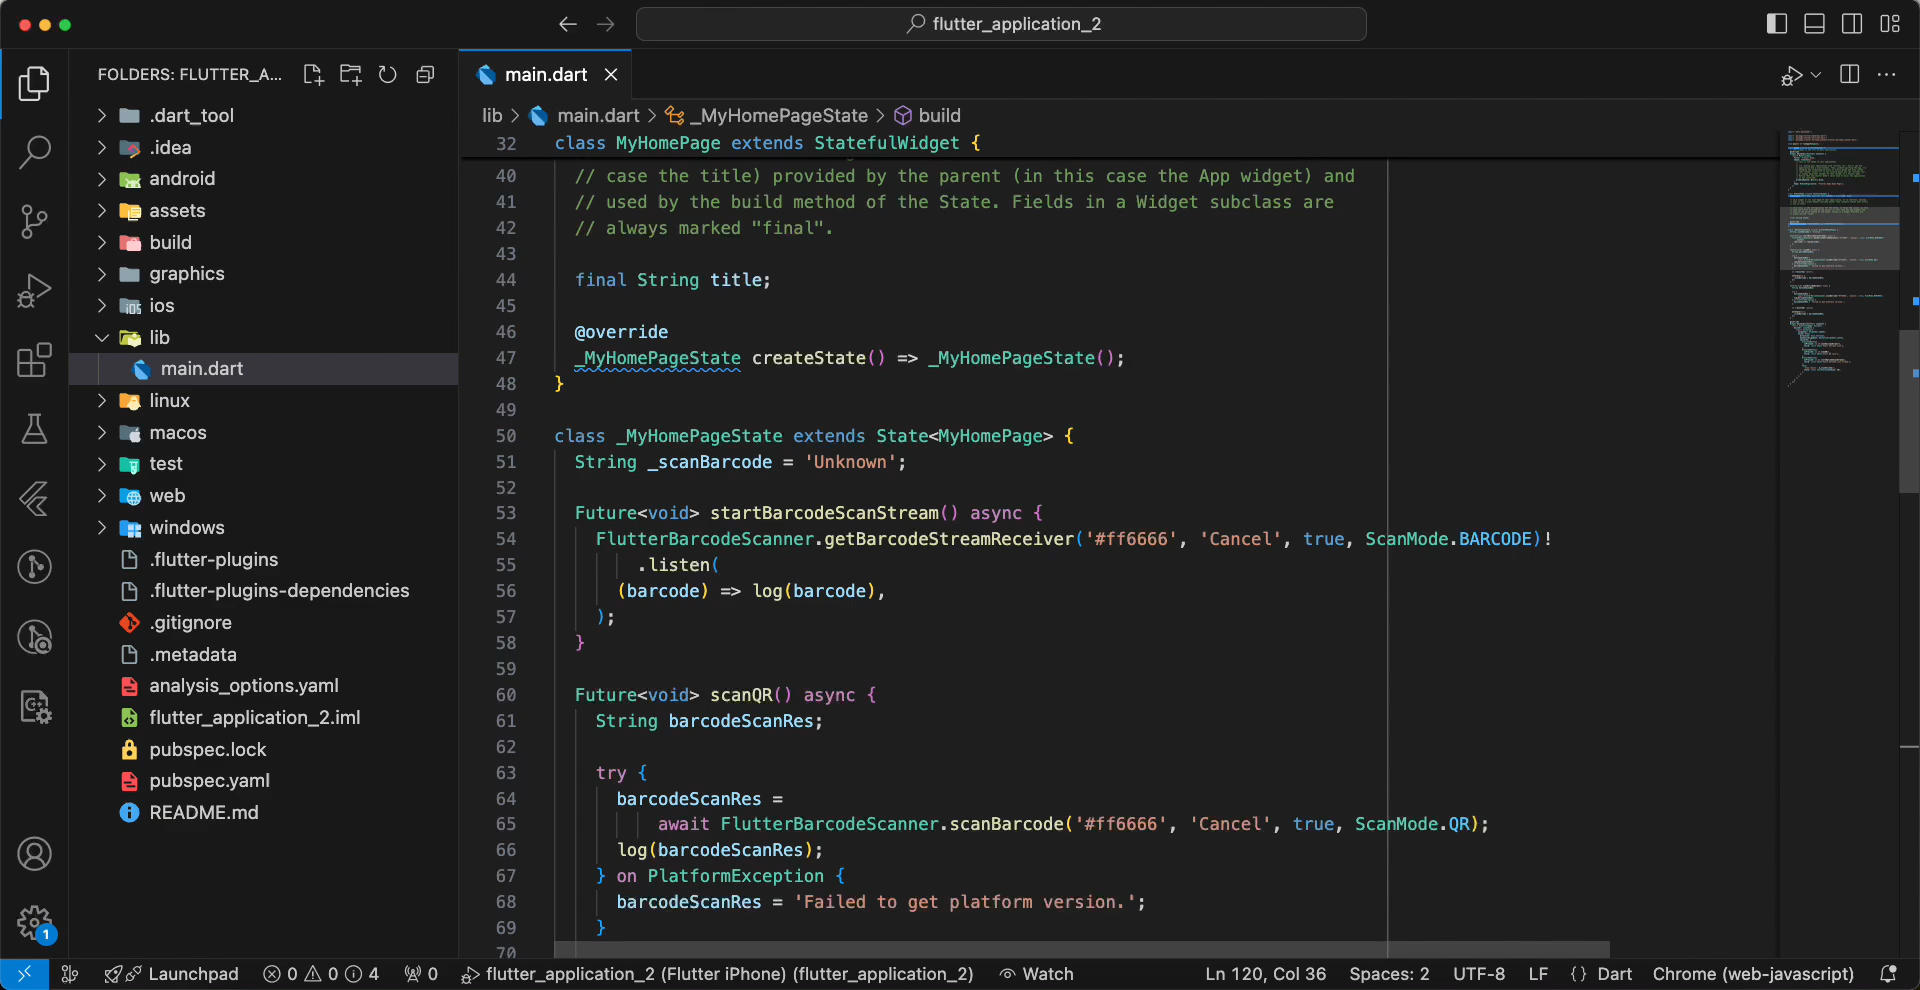 flutter_application_2
FOLDERS: FLUTTER_A...
.dart_tool
.idea
android
assets
build
graphics
ios
lib
main.dart
linux
macos
test
web
windows
.flutter-plugins
.flutter-plugins-dependencies
.gitignore
.metadata
analysis_options.yaml
flutter_application_2.iml
pubspec.lock
pubspec.yaml
README.md
1
main.dart
lib > main.dart > _MyHomePageState > build
32 class MyHomePage extends StatefulWidget {
40 // case the title) provided by the parent (in this case the App widget) and
41 // used by the build method of the State. Fields in a Widget subclass are
42 // always marked "final".
43
44 final String title;
45
46 @override
47 _MyHomePageState createState() => _MyHomePageState();
48 }
49
50 class _MyHomePageState extends State<MyHomePage> {
51 String _scanBarcode = 'Unknown';
52
53 Future<void> startBarcodeScanStream() async {
54 FlutterBarcodeScanner.getBarcodeStreamReceiver('#ff6666', 'Cancel', true, ScanMode.BARCODE)!
55 .listen(
56 (barcode) => log(barcode),
57 );
58 }
59
60 Future<void> scanQR() async {
61 String barcodeScanRes;
62
63 try {
64 barcodeScanRes =
65 await FlutterBarcodeScanner.scanBarcode('#ff6666', 'Cancel', true, ScanMode.QR);
66 log(barcodeScanRes);
67 } on PlatformException {
68 barcodeScanRes = 'Failed to get platform version.';
69 }
70
Launchpad 0 0 4 0 flutter_application_2 (Flutter iPhone) (flutter_application_2) Watch Ln 120, Col 36 Spaces: 2 UTF-8 LF {} Dart Chrome (web-javascript)